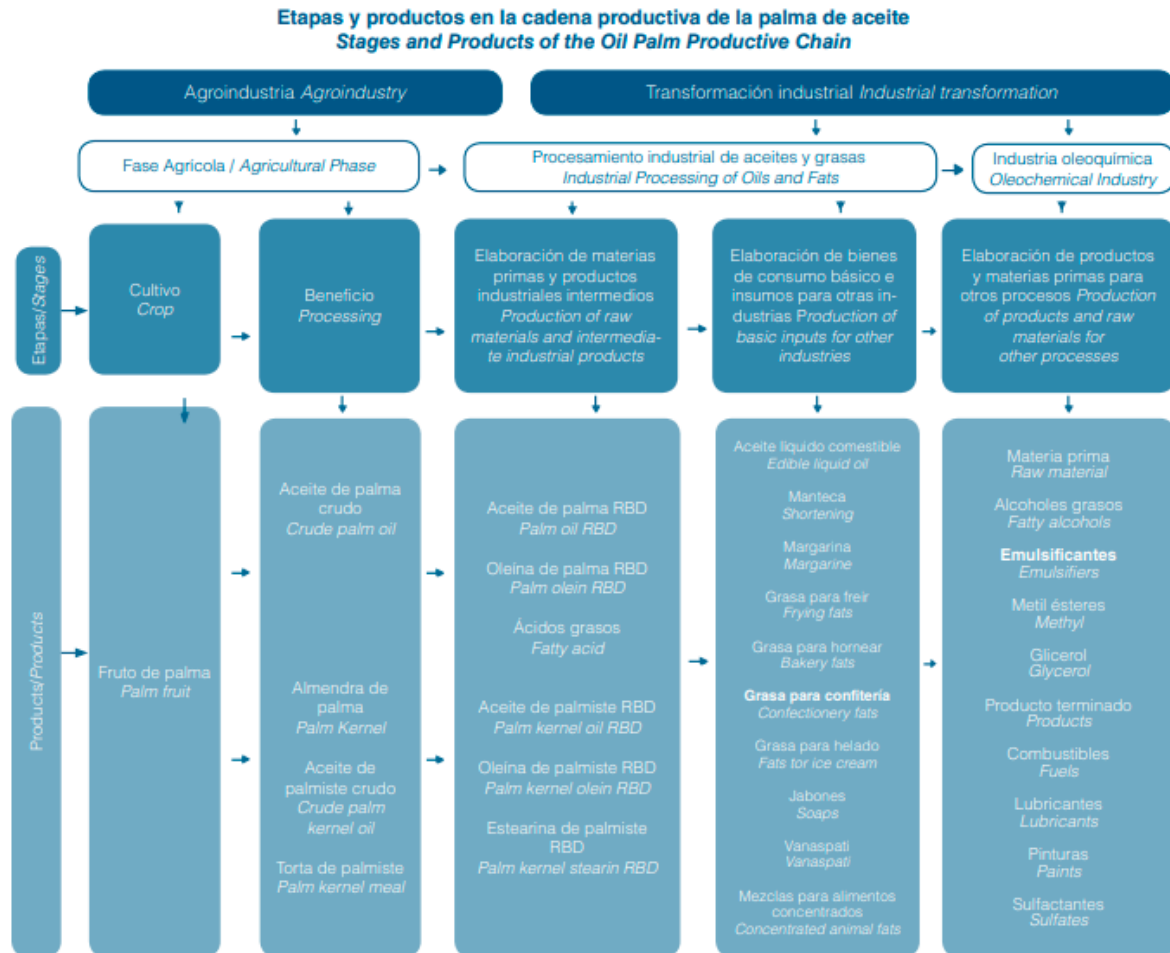 Etapas y productos en la cadena productiva de la palma de aceite
Stages and Products of the Oil Palm Productive Chain
Agroindustria Agroindustry
Transformación industrial Industrial transformation
Fase Agrícola / Agricultural Phase
Procesamiento industrial de aceites y grasas
Industrial Processing of Oils and Fats
Industria oleoquímica
Oleochemical Industry
Etapas/Stages
Cultivo
Crop
Beneficio
Processing
Elaboración de materias
primas y productos
industriales intermedios
Production of raw
materials and intermedia-
te industrial products
Elaboración de bienes
de consumo básico e
insumos para otras in-
dustrias Production of
basic inputs for other
industries
Elaboración de productos
y materias primas para
otros procesos Production
of products and raw
materials for
other processes
Products/Products
Fruto de palma
Palm fruit
Aceite de palma
crudo
Crude palm oil
Almendra de
palma
Palm Kernel
Aceite de
palmiste crudo
Crude palm
kernel oil
Torta de palmiste
Palm kernel meal
Aceite de palma RBD
Palm oil RBD
Oleína de palma RBD
Palm olein RBD
Ácidos grasos
Fatty acid
Aceite de palmiste RBD
Palm kernel oil RBD
Oleína de palmiste RBD
Palm kernel olein RBD
Estearina de palmiste
RBD
Palm kernel stearin RBD
Aceite líquido comestible
Edible liquid oil
Manteca
Shortening
Margarina
Margarine
Grasa para freir
Frying fats
Grasa para hornear
Bakery fats
Grasa para confitería
Confectionery fats
Grasa para helado
Fats tor ice cream
Jabones
Soaps
Vanaspati
Vanaspati
Mezclas para alimentos
concentrados
Concentrated animal fats
Materia prima
Raw material
Alcoholes grasos
Fatty alcohols
Emulsificantes
Emulsifiers
Metil ésteres
Methyl
Glicerol
Glycerol
Producto terminado
Products
Combustibles
Fuels
Lubricantes
Lubricants
Pinturas
Paints
Sulfactantes
Sulfates